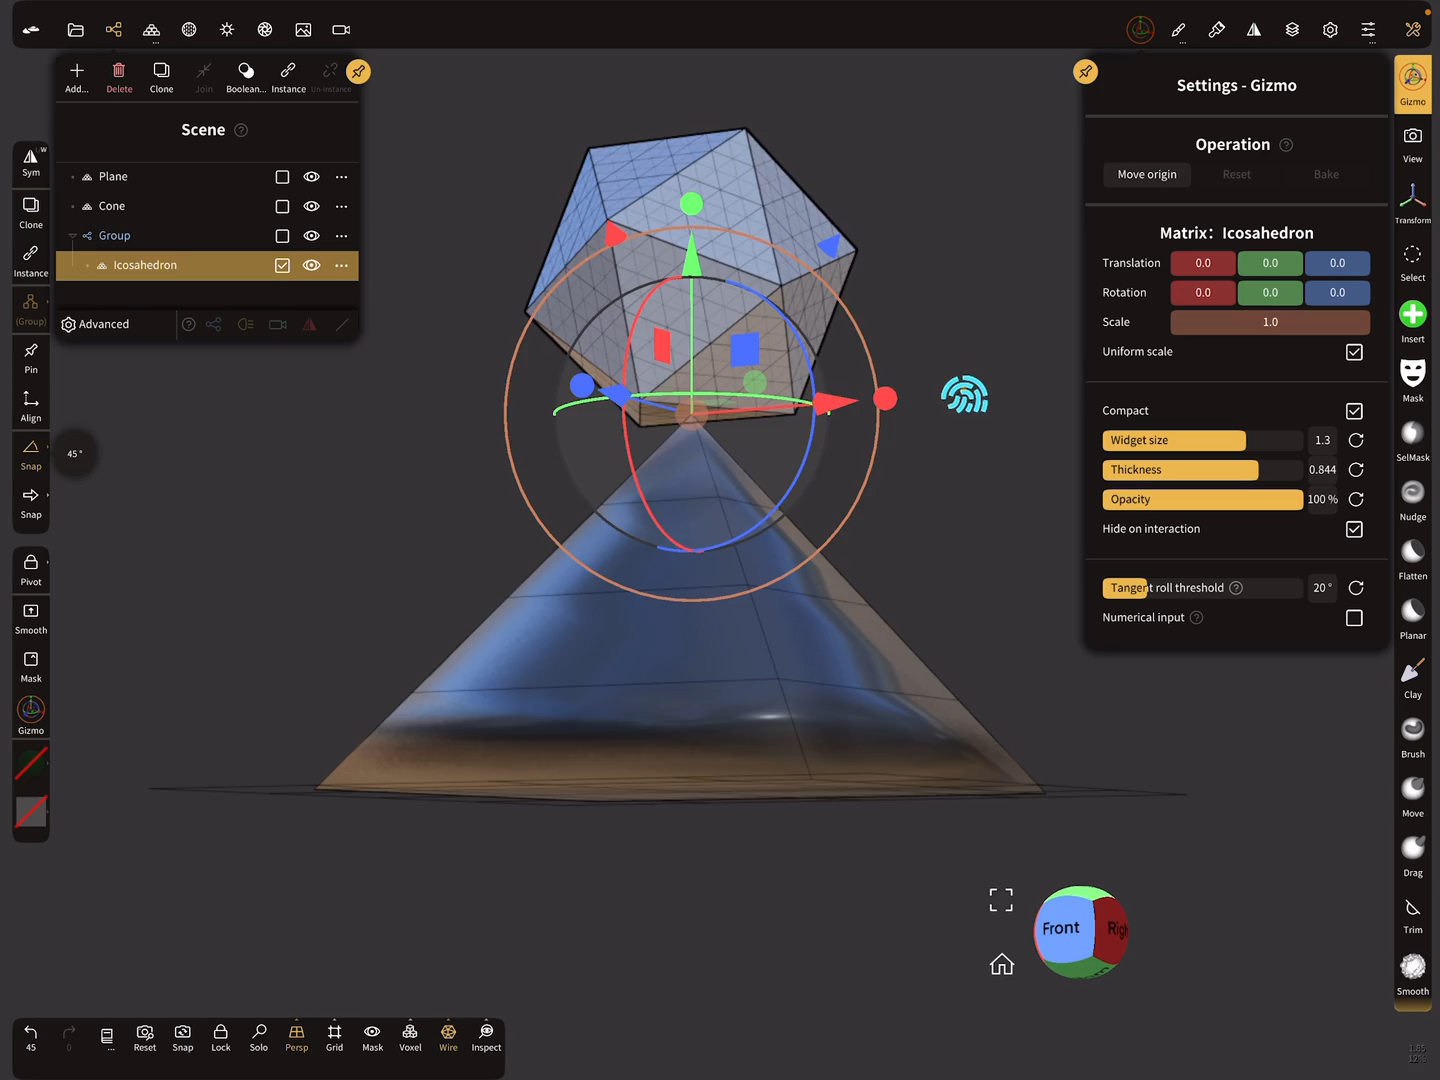 Add...
Delete
Clone
Join
Boolean...
Instance
Un-instance
Scene
Plane
Cone
Group
Icosahedron
Advanced
/W
Sym
Clone
Instance
(Group)
Pin
Align
Snap
45 °
Snap
Pivot
Smooth
Mask
Gizmo
Settings - Gizmo
Operation
Move origin
Reset
Bake
Matrix: Icosahedron
Translation 0.0 0.0 0.0
Rotation 0.0 0.0 0.0
Scale 1.0
Uniform scale
Compact
Widget size 1.3
Thickness 0.844
Opacity 100 %
Hide on interaction
Tangent roll threshold 20 °
Numerical input
Gizmo
View
Transform
Select
Insert
Mask
SelMask
Nudge
Flatten
Planar
Clay
Brush
Move
Drag
Trim
Smooth
Front
Righ
45
0
...
Reset
Snap
Lock
Solo
Persp
Grid
Mask
Voxel
Wire
Inspect